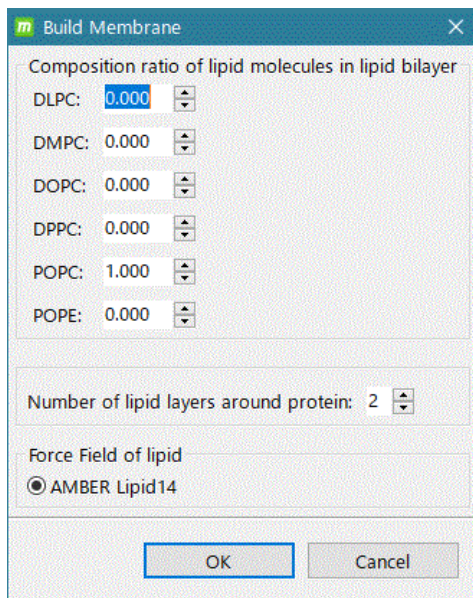 m Build Membrane
Composition ratio of lipid molecules in lipid bilayer
DLPC: 0.000
DMPC: 0.000
DOPC: 0.000
DPPC: 0.000
POPC: 1.000
POPE: 0.000
Number of lipid layers around protein: 2
Force Field of lipid
AMBER Lipid14
OK Cancel